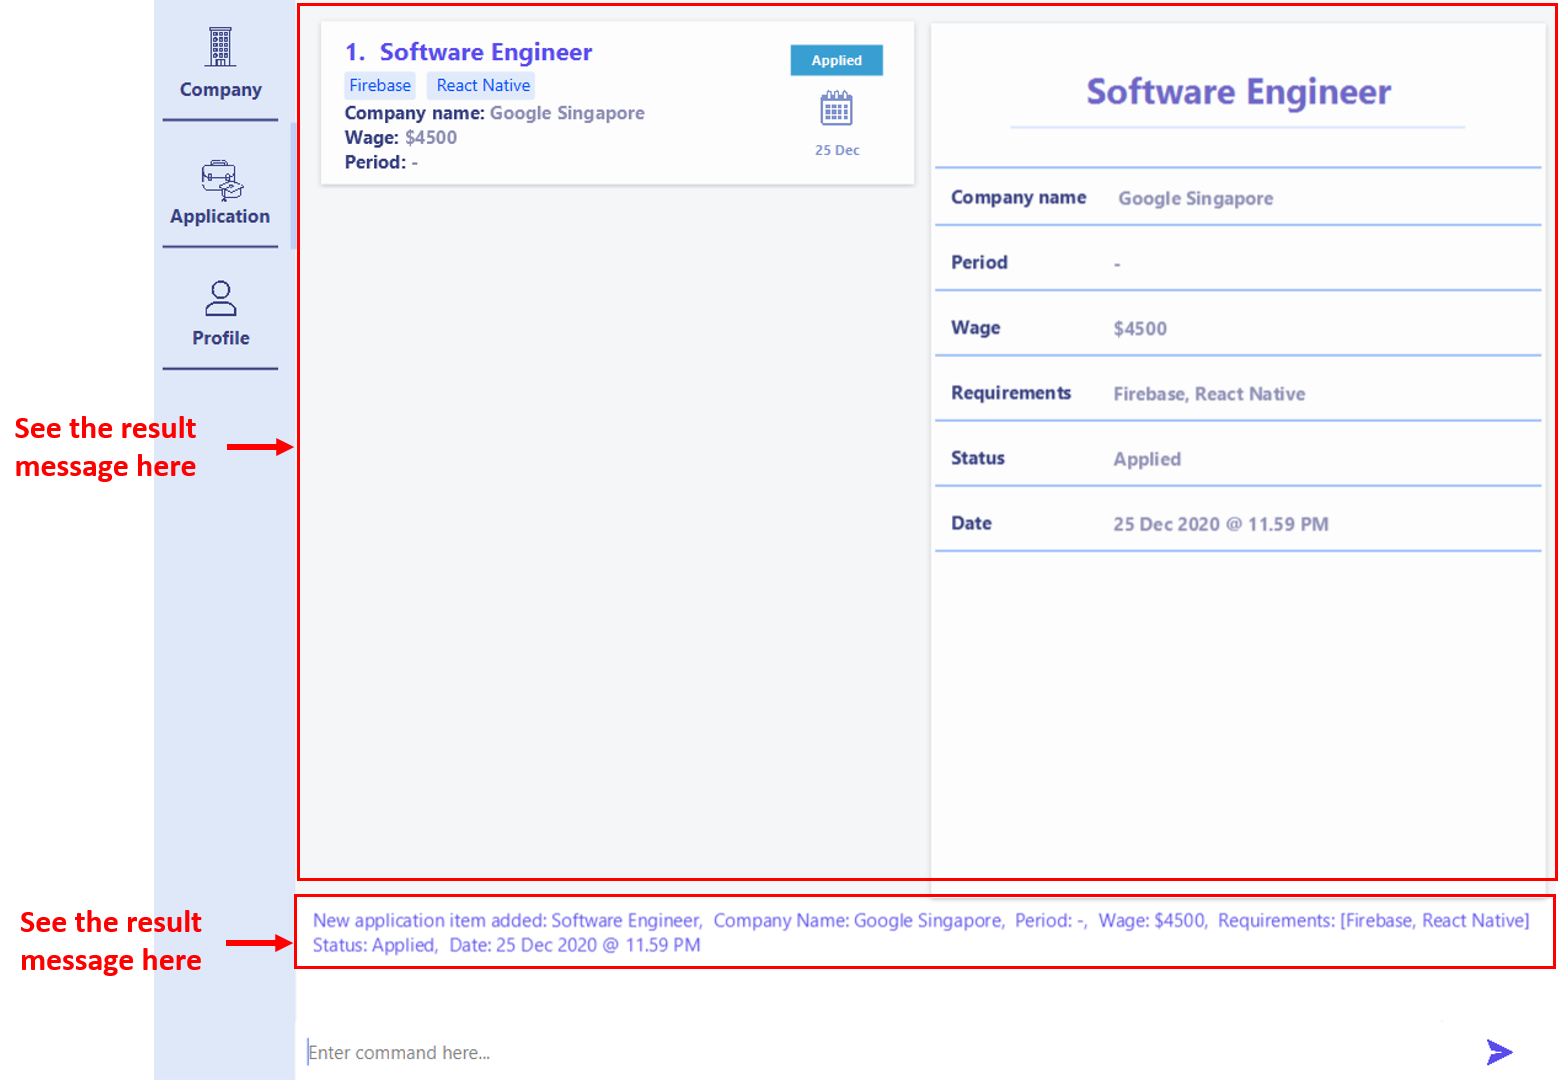 Company
Application
Profile
See the result
message here
1. Software Engineer
Firebase React Native
Company name: Google Singapore
Wage: $4500
Period: -
Applied
25 Dec
Software Engineer
Company name Google Singapore
Period -
Wage $4500
Requirements Firebase, React Native
Status Applied
Date 25 Dec 2020 @ 11.59 PM
See the result
message here
New application item added: Software Engineer, Company Name: Google Singapore, Period: -, Wage: $4500, Requirements: [Firebase, React Native]
Status: Applied, Date: 25 Dec 2020 @ 11.59 PM
Enter command here...